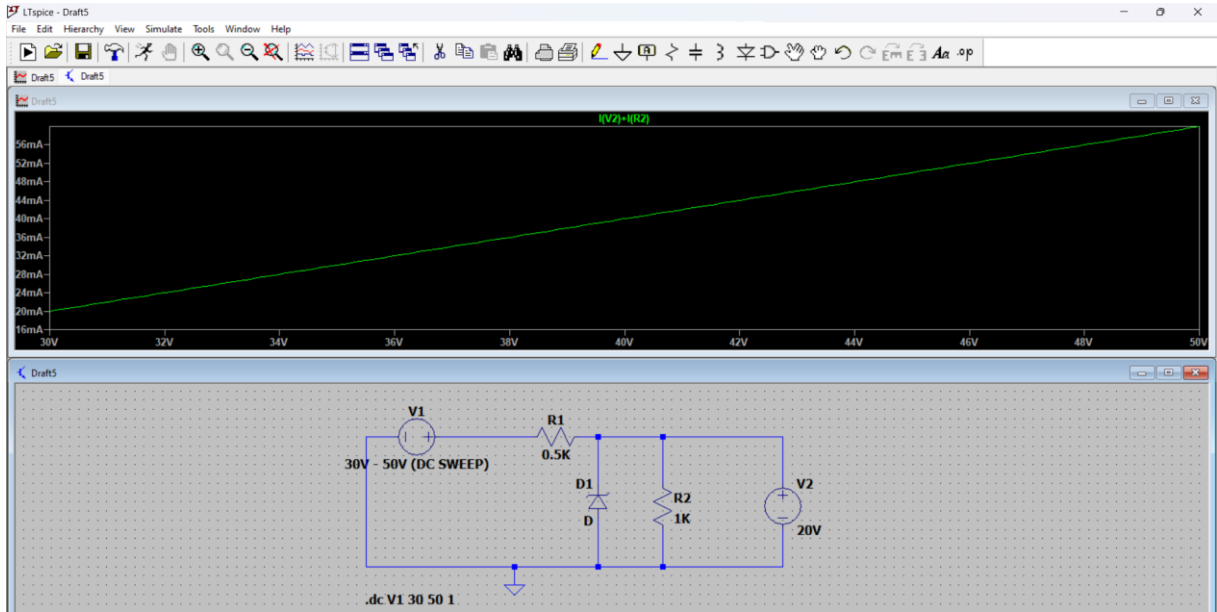 LTspice - Draft5
File Edit Hierarchy View Simulate Tools Window Help
Aa .op
Draft5 Draft5
Draft5
I(V2)+I(R2)
56mA
52mA
48mA
44mA
40mA
36mA
32mA
28mA
24mA
20mA
16mA
30V 32V 34V 36V 38V 40V 42V 44V 46V 48V 50V
Draft5
V1
30V - 50V (DC SWEEP)
R1
0.5K
D1
D
R2
1K
V2
20V
.dc V1 30 50 1